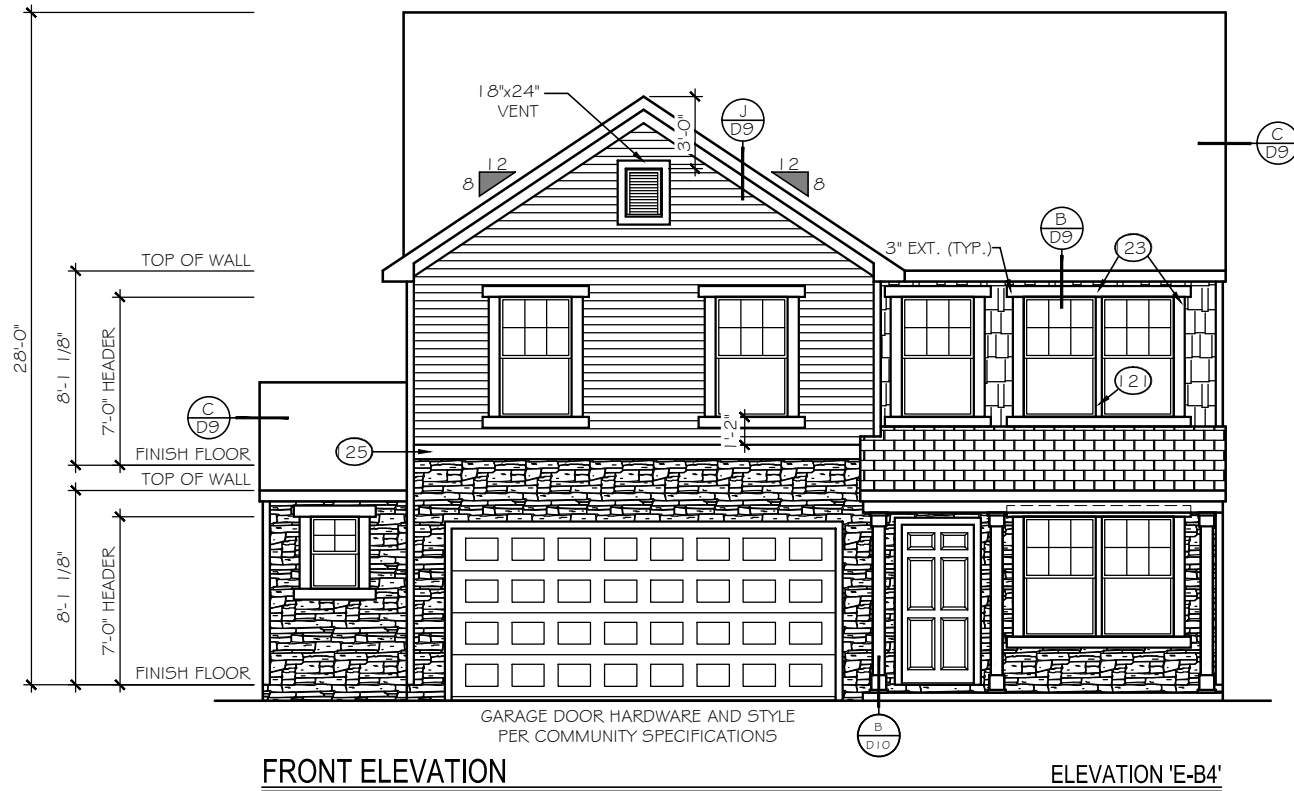 18"x24"
VENT
3'-0"
J
D9
C
D9
12
8
12
8
B
D9
3" EXT. (TYP.)
123
TOP OF WALL
28'-0"
8'-1 1/8"
7'-0" HEADER
121
C
D9
1'-2"
125
FINISH FLOOR
TOP OF WALL
8'-1 1/8"
7'-0" HEADER
FINISH FLOOR
GARAGE DOOR HARDWARE AND STYLE
PER COMMUNITY SPECIFICATIONS
B
D10
FRONT ELEVATION
ELEVATION 'E-B4'